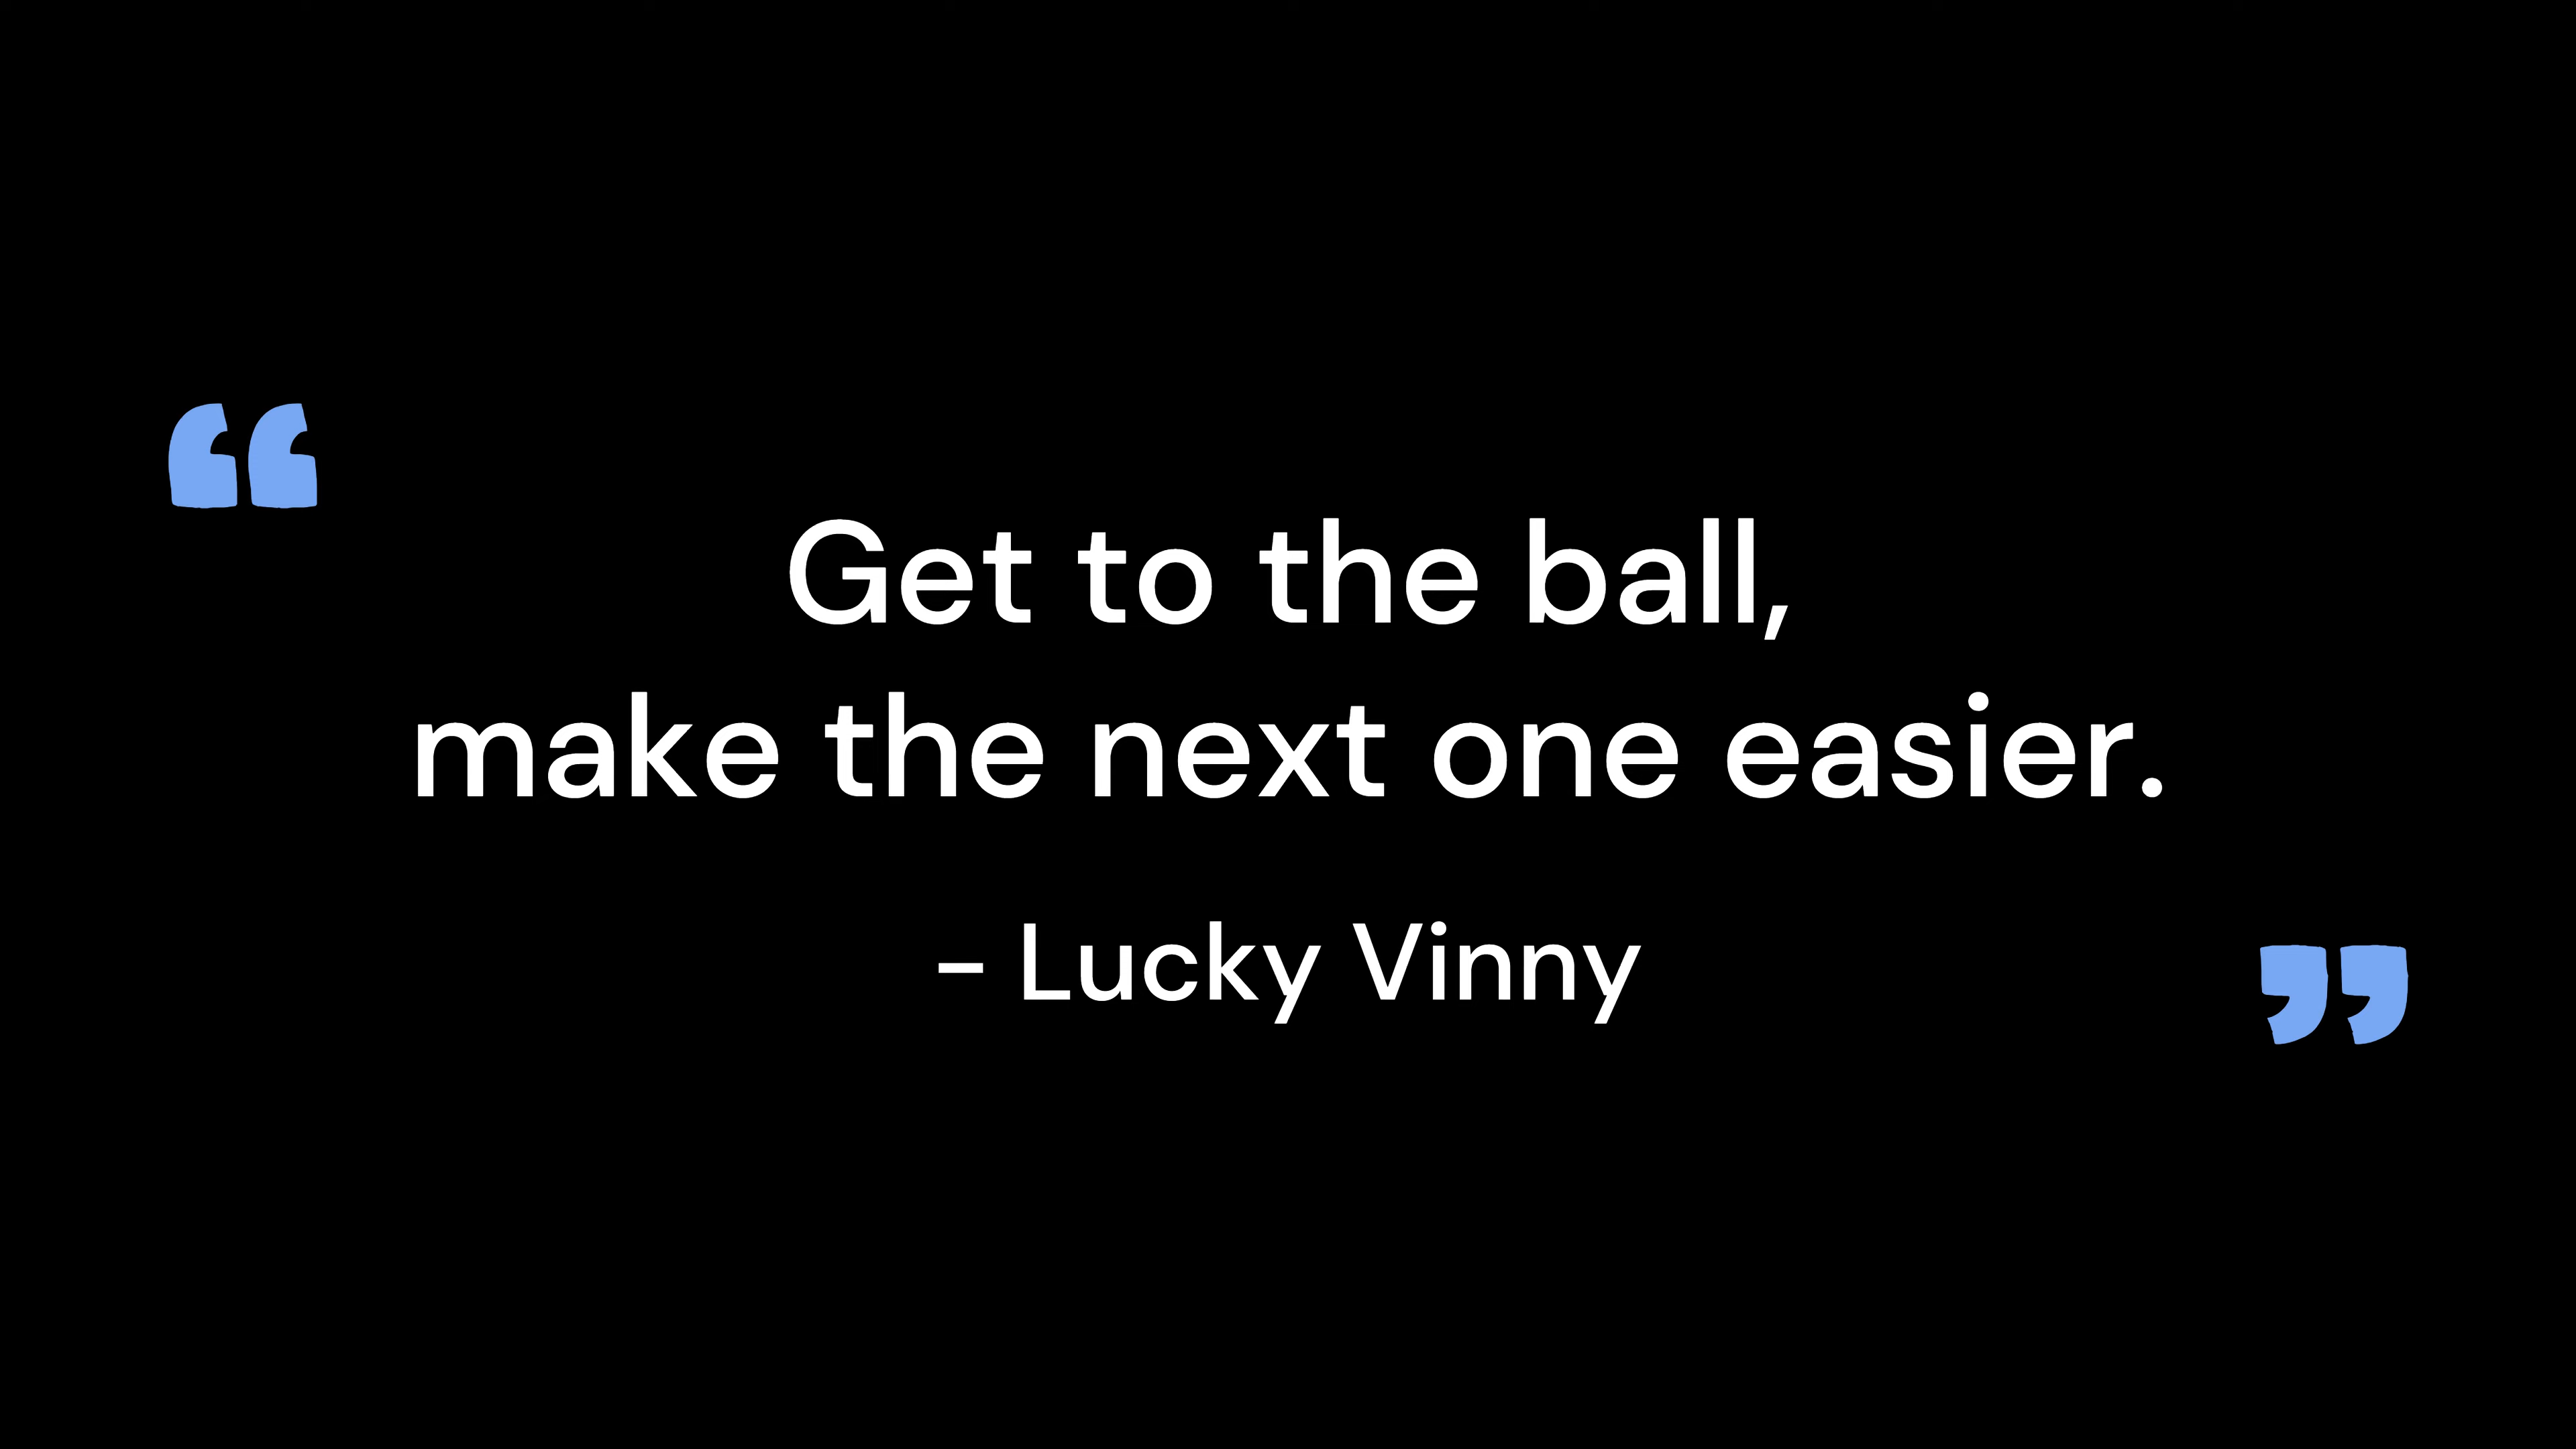 “
Get to the ball,
make the next one easier.
- Lucky Vinny
”